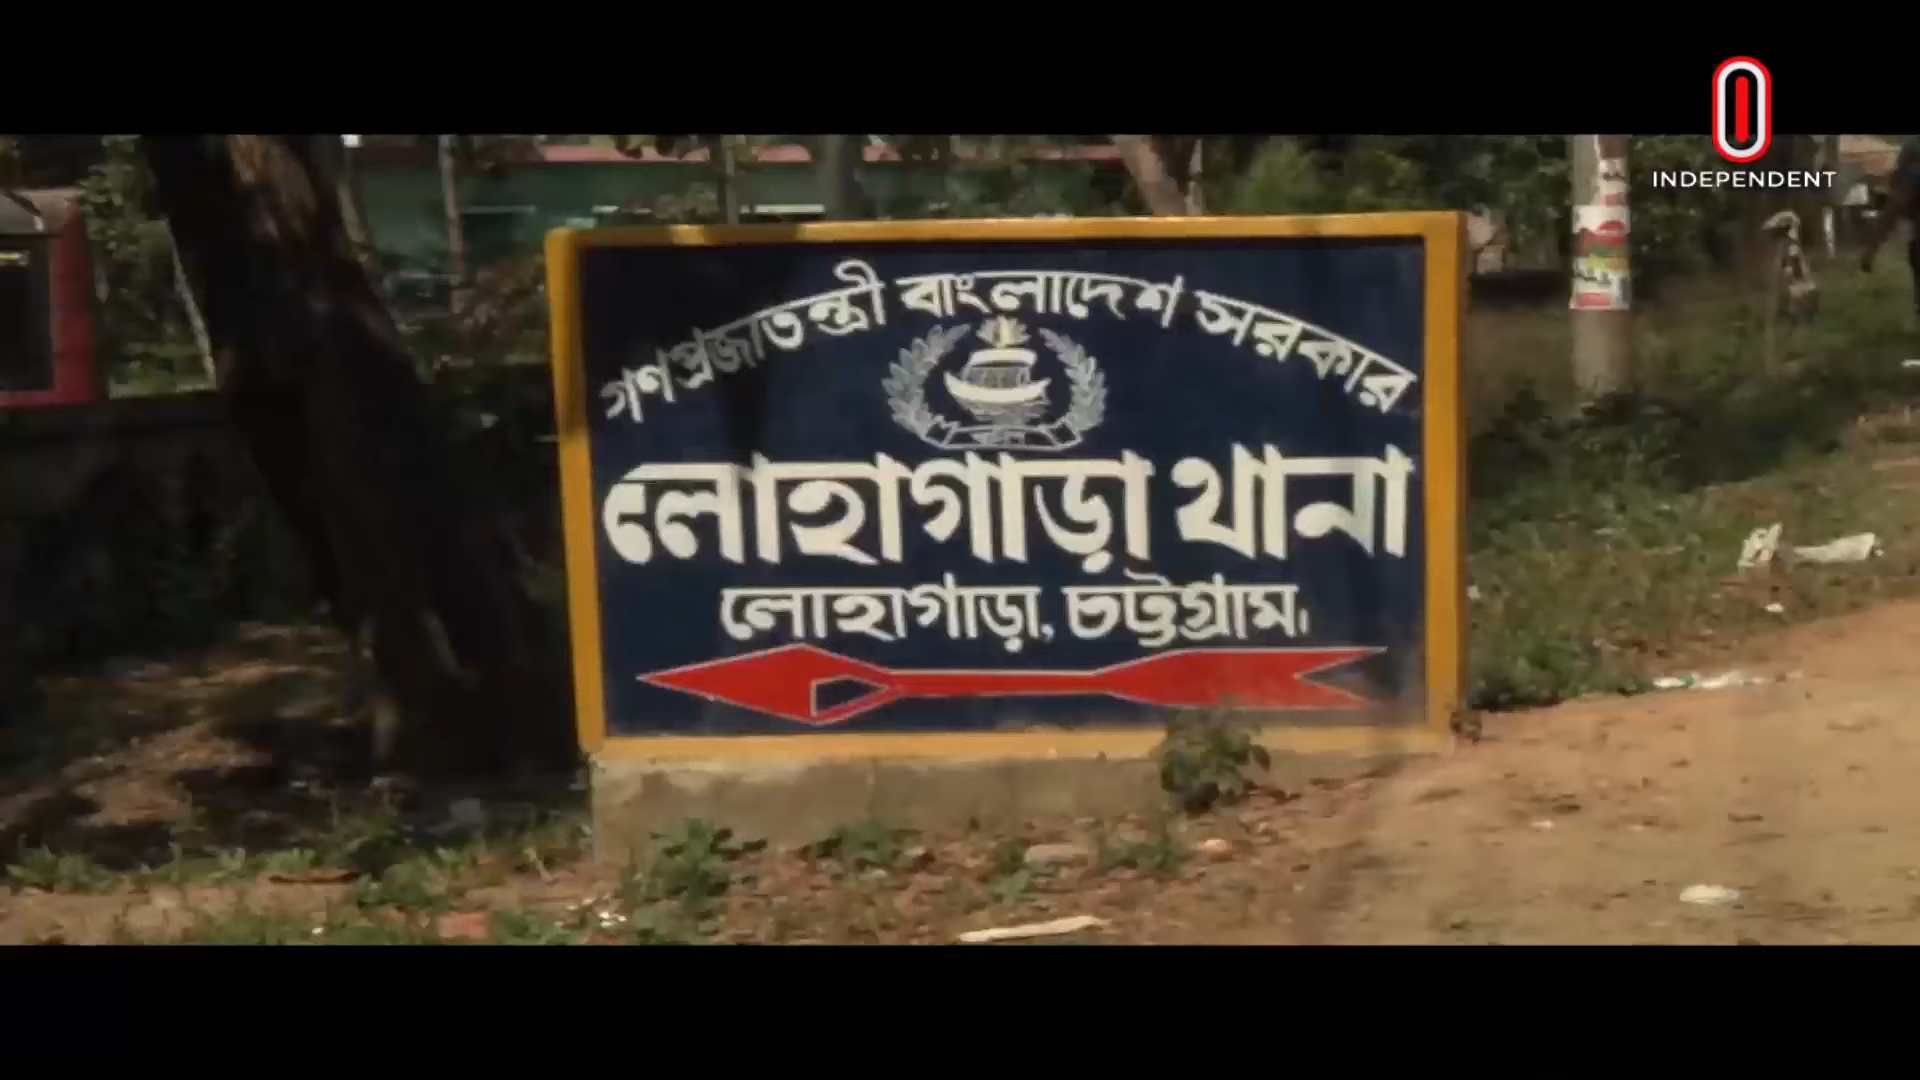 গণপ্রজাতন্ত্রী বাংলাদেশ সরকার
লোহাগাড়া থানা
লোহাগাড়া, চট্টগ্রাম।
INDEPENDENT